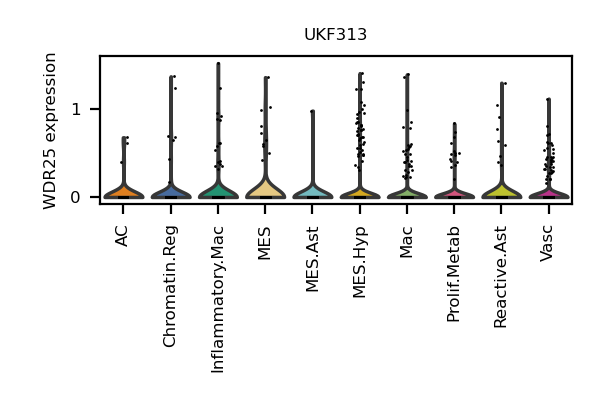 UKF313
WDR25 expression
1
0
AC
Chromatin.Reg
Inflammatory.Mac
MES
MES.Ast
MES.Hyp
Mac
Prolif.Metab
Reactive.Ast
Vasc